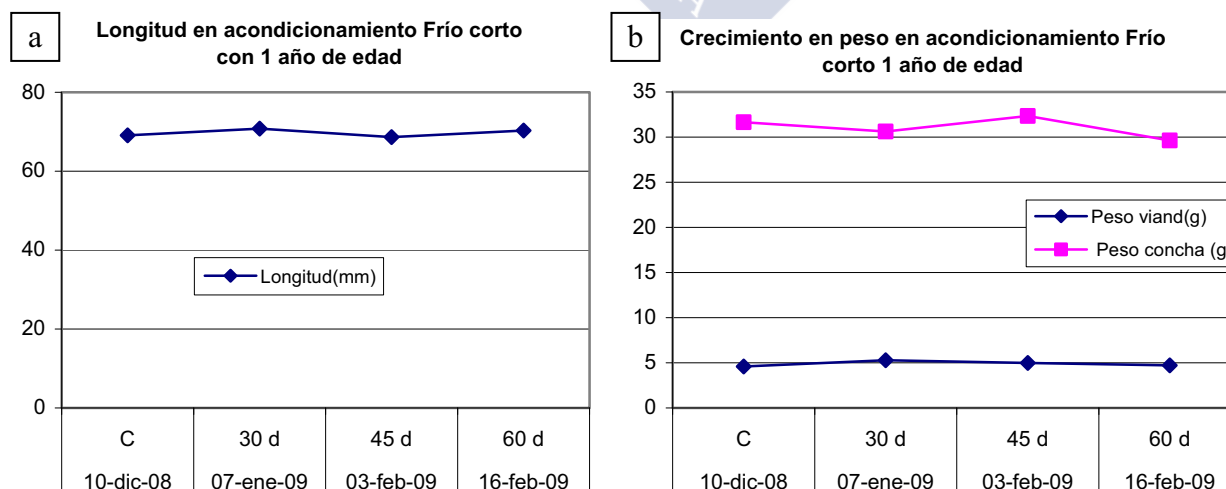 a
Longitud en acondicionamiento Frío corto
con 1 año de edad
80
60
40
20
0
Longitud(mm)
C 30 d 45 d 60 d
10-dic-08 07-ene-09 03-feb-09 16-feb-09
b
Crecimiento en peso en acondicionamiento Frío
corto 1 año de edad
35
30
25
20
15
10
5
0
Peso viand(g)
Peso concha (g
C 30 d 45 d 60 d
10-dic-08 07-ene-09 03-feb-09 16-feb-09